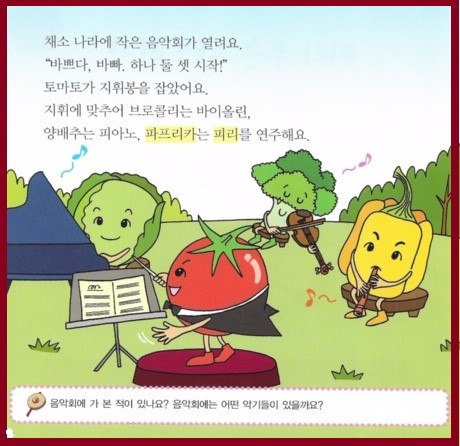 채소 나라에 작은 음악회가 열려요.
“바쁘다, 바빠. 하나 둘 셋 시작!”
토마토가 지휘봉을 잡았어요.
지휘에 맞추어 브로콜리는 바이올린,
양배추는 피아노, 파프리카는 피리를 연주해요.
음악회에 가 본 적이 있나요? 음악회에는 어떤 악기들이 있을까요?